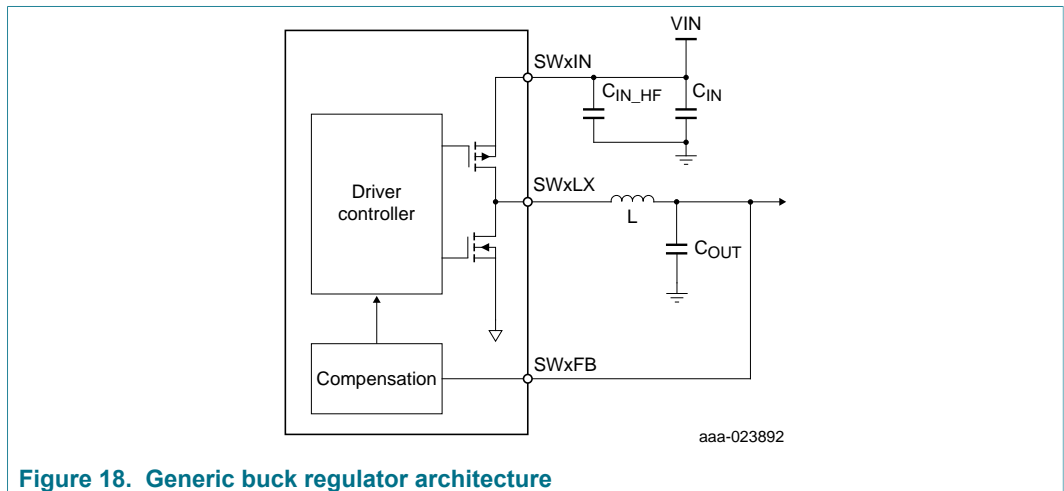 VIN
SWxIN
CIN_HF
CIN
Driver
controller
SWxLX
L
COUT
Compensation
SWxFB
aaa-023892
Figure 18. Generic buck regulator architecture